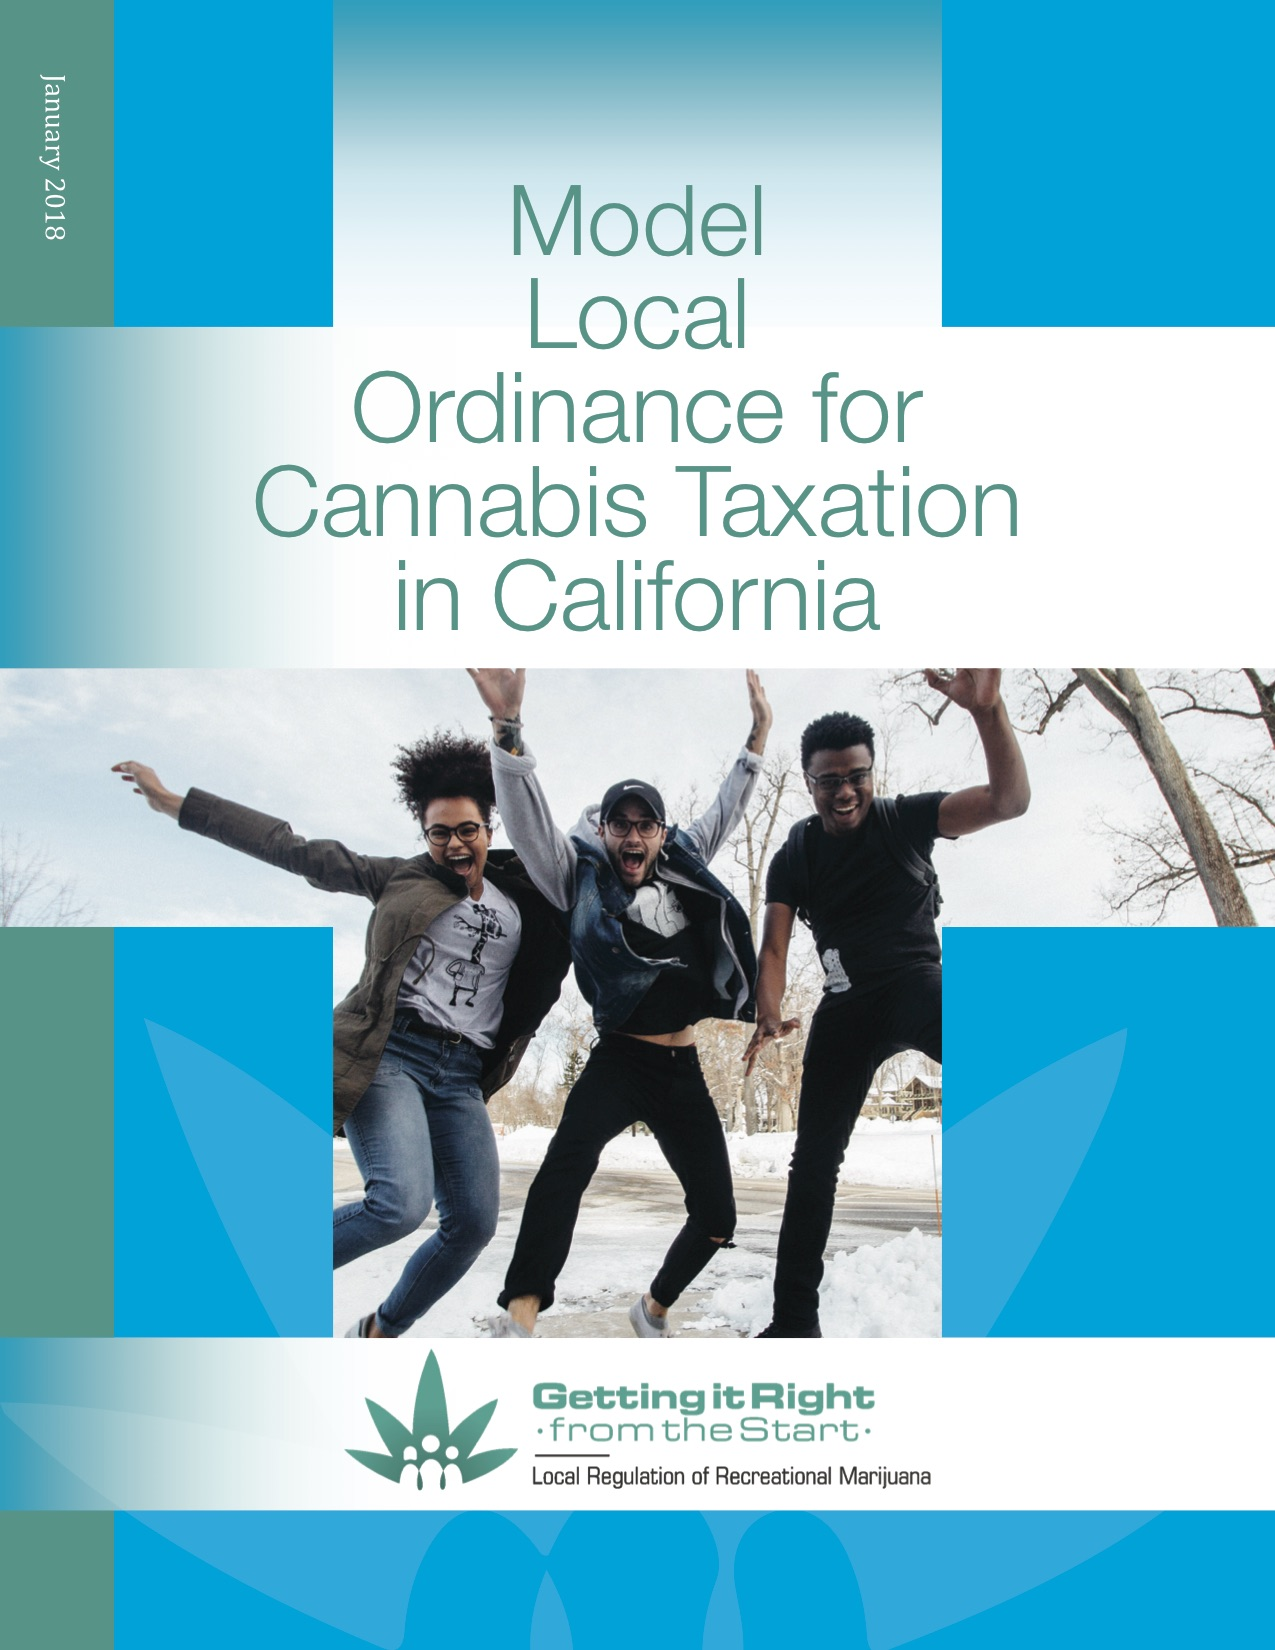 January 2018
Model
Local
Ordinance for
Cannabis Taxation
in California
Getting it Right
·from the Start·
Local Regulation of Recreational Marijuana